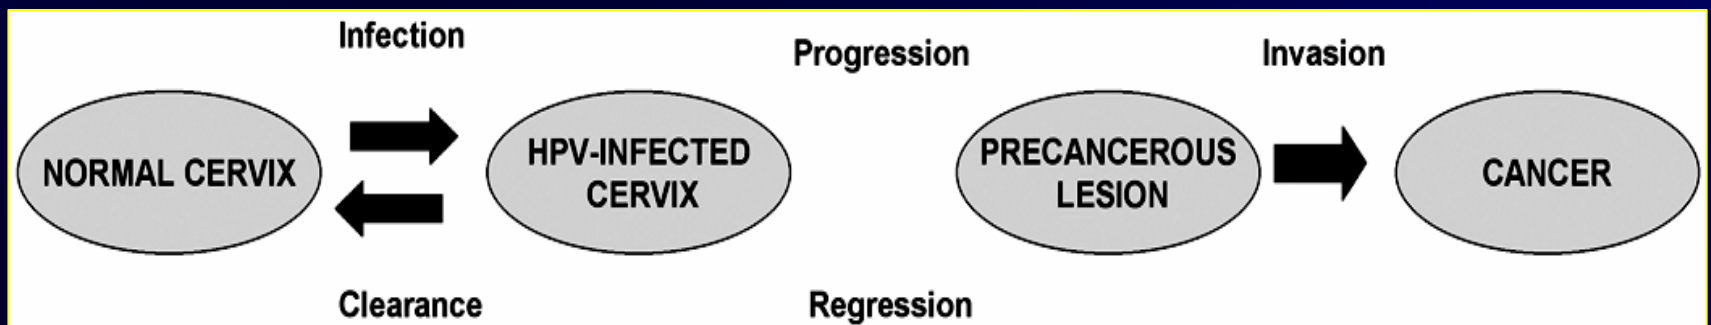 Infection
Progression
Invasion
NORMAL CERVIX
HPV-INFECTED
CERVIX
PRECANCEROUS
LESION
CANCER
Clearance
Regression